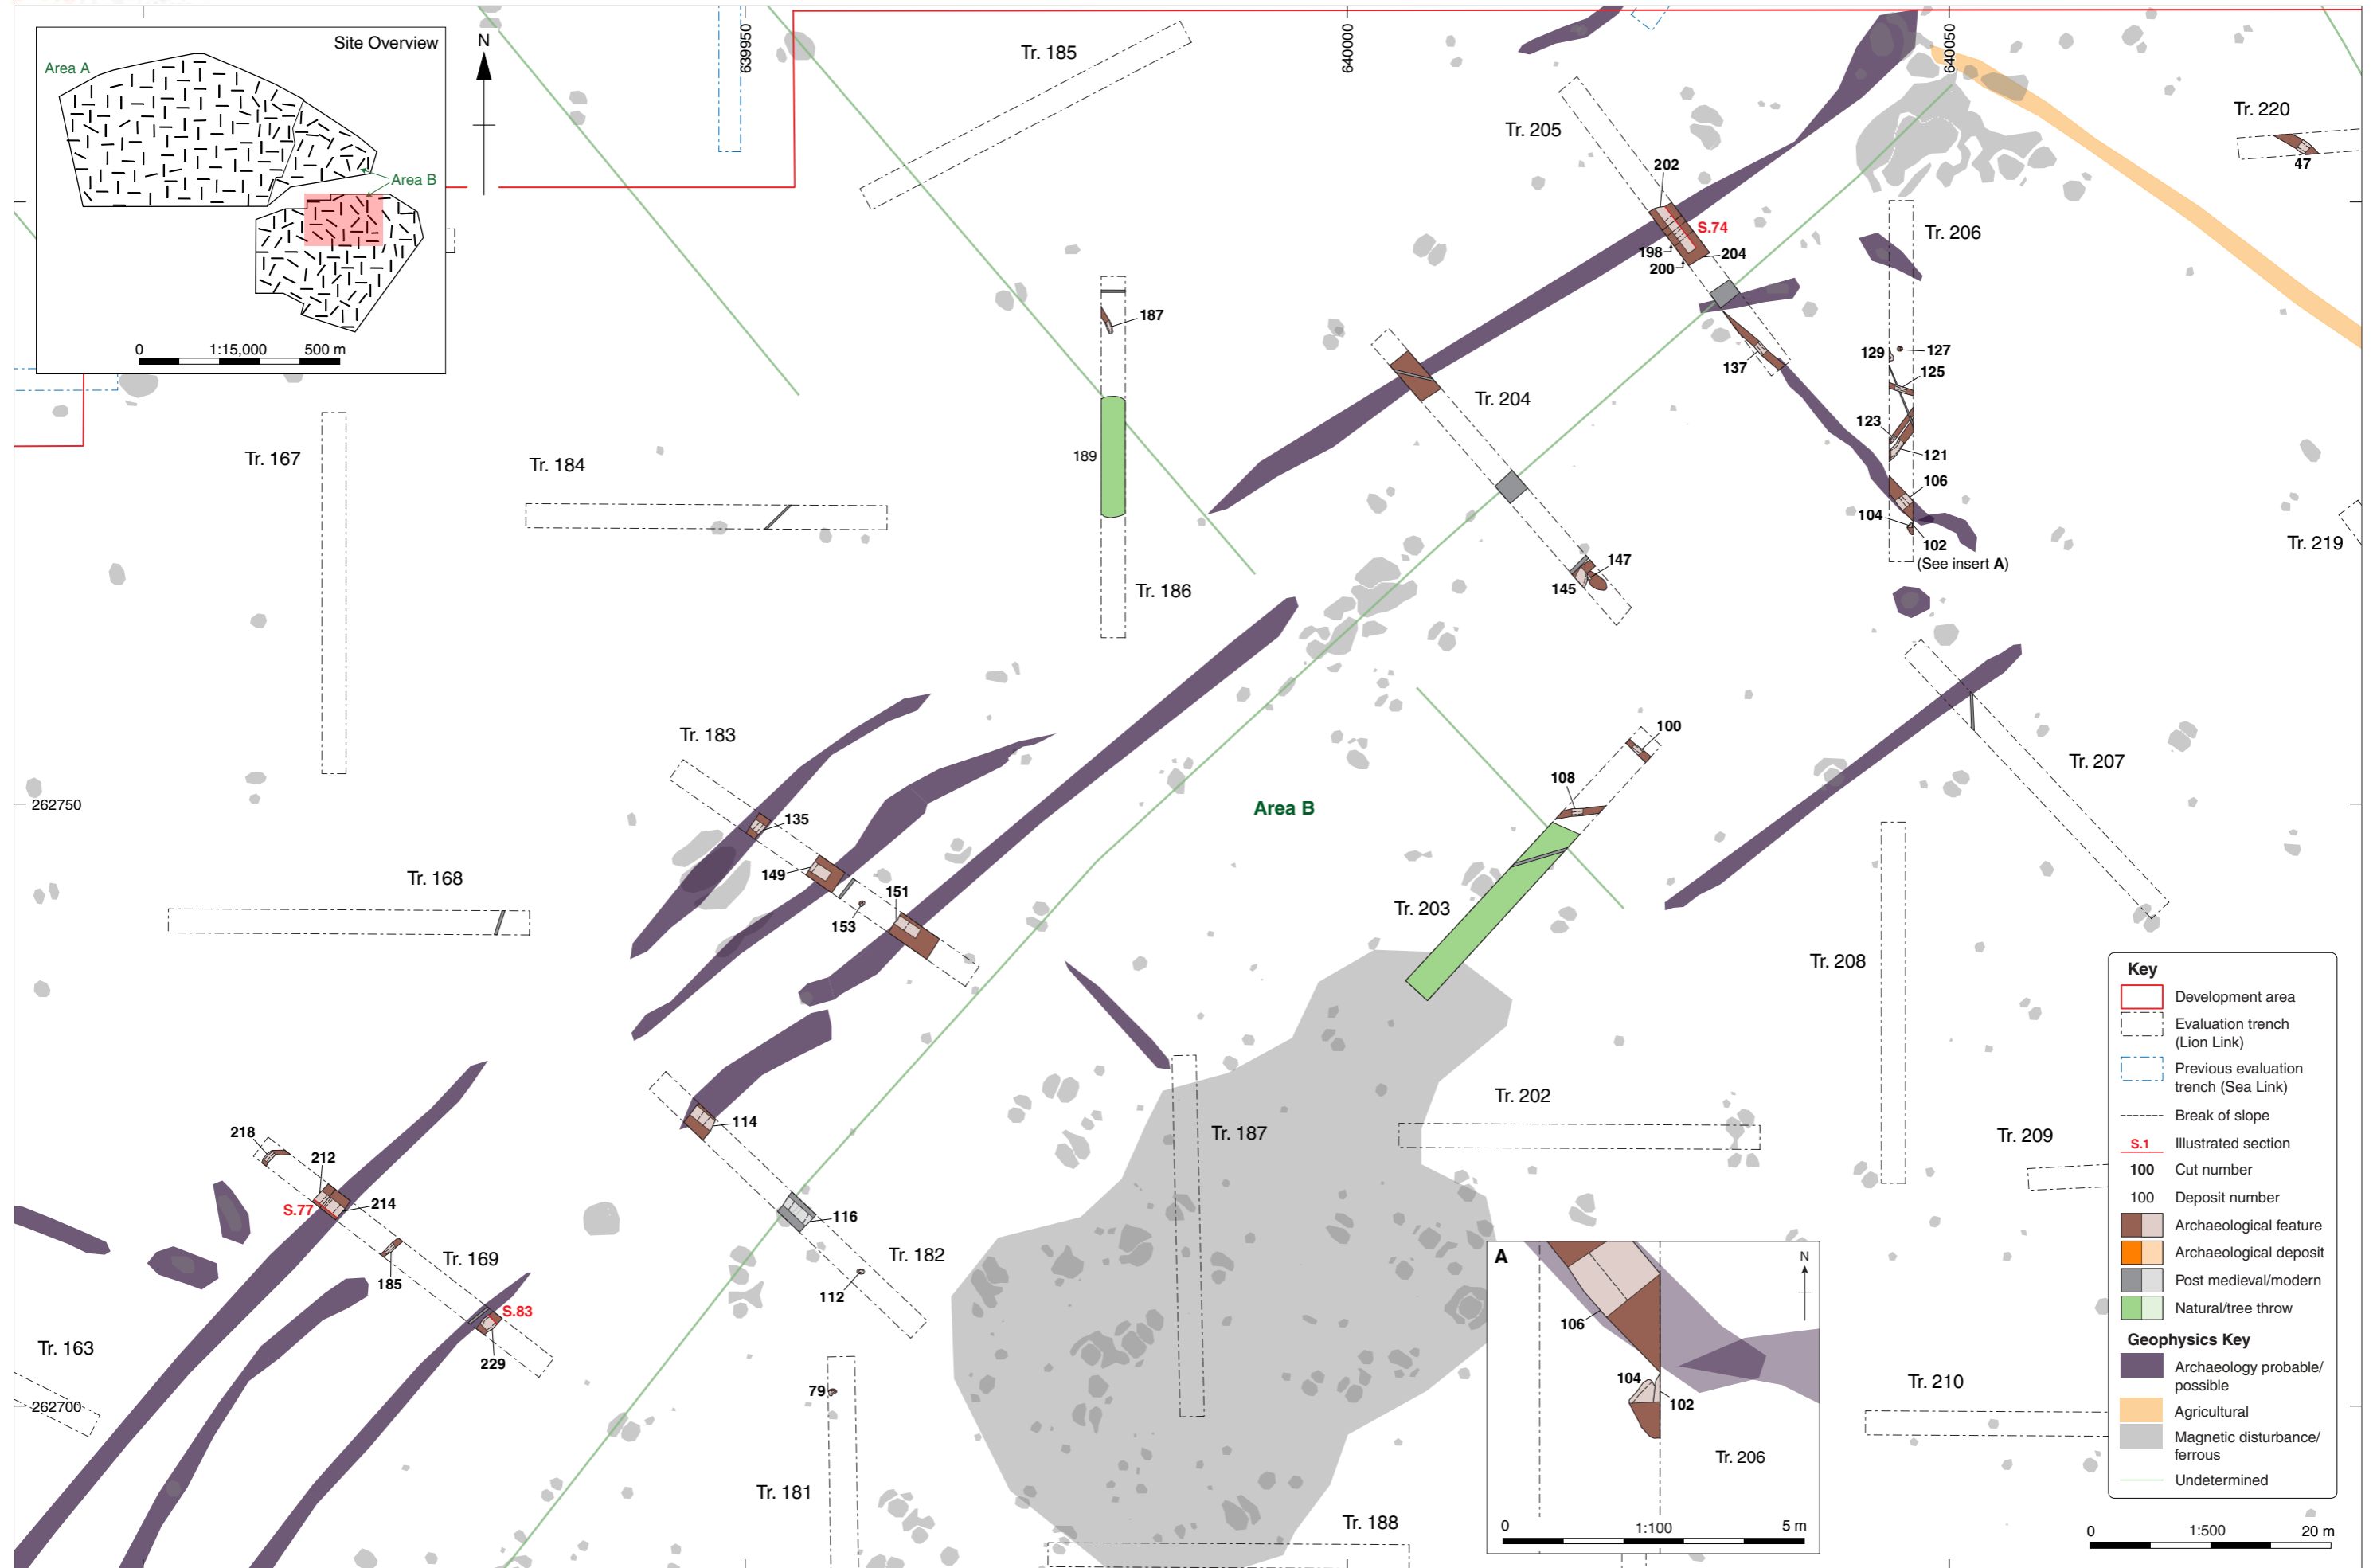 Site Overview
Area A
Area B
0 1:15,000 500 m
N
639950
640000
640050
262750
262700
Tr. 185
Tr. 205
Tr. 220
47
202
S.74
198
200
204
Tr. 206
187
137
129
127
125
Tr. 204
123
121
Tr. 167
Tr. 184
189
106
104
102
(See insert A)
Tr. 219
147
145
Tr. 186
Tr. 183
100
Tr. 207
108
Area B
135
149
151
153
Tr. 168
Tr. 203
Tr. 208
114
218
212
S.77
214
Tr. 187
Tr. 202
Tr. 209
116
Tr. 182
112
185
Tr. 169
S.83
229
Tr. 163
79
Tr. 181
Tr. 188
Tr. 210
A
N
106
104
102
Tr. 206
0 1:100 5 m
Key
Development area
Evaluation trench
(Lion Link)
Previous evaluation
trench (Sea Link)
Break of slope
S.1 Illustrated section
100 Cut number
100 Deposit number
Archaeological feature
Archaeological deposit
Post medieval/modern
Natural/tree throw
Geophysics Key
Archaeology probable/
possible
Agricultural
Magnetic disturbance/
ferrous
Undetermined
0 1:500 20 m